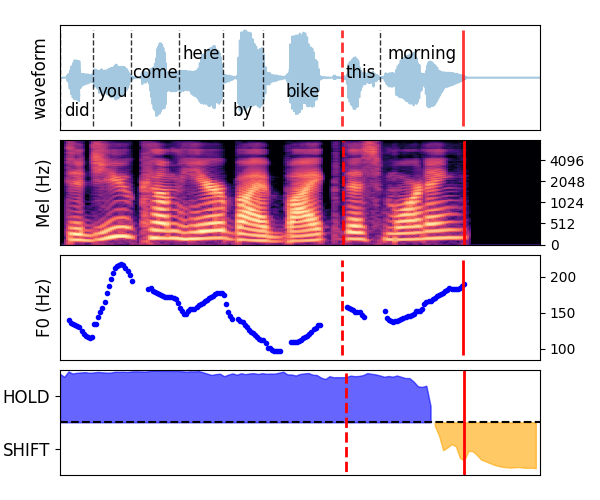 waveform
did
you
come
here
by
bike
this
morning
Mel (Hz)
4096
2048
1024
512
0
F0 (Hz)
200
150
100
HOLD
SHIFT